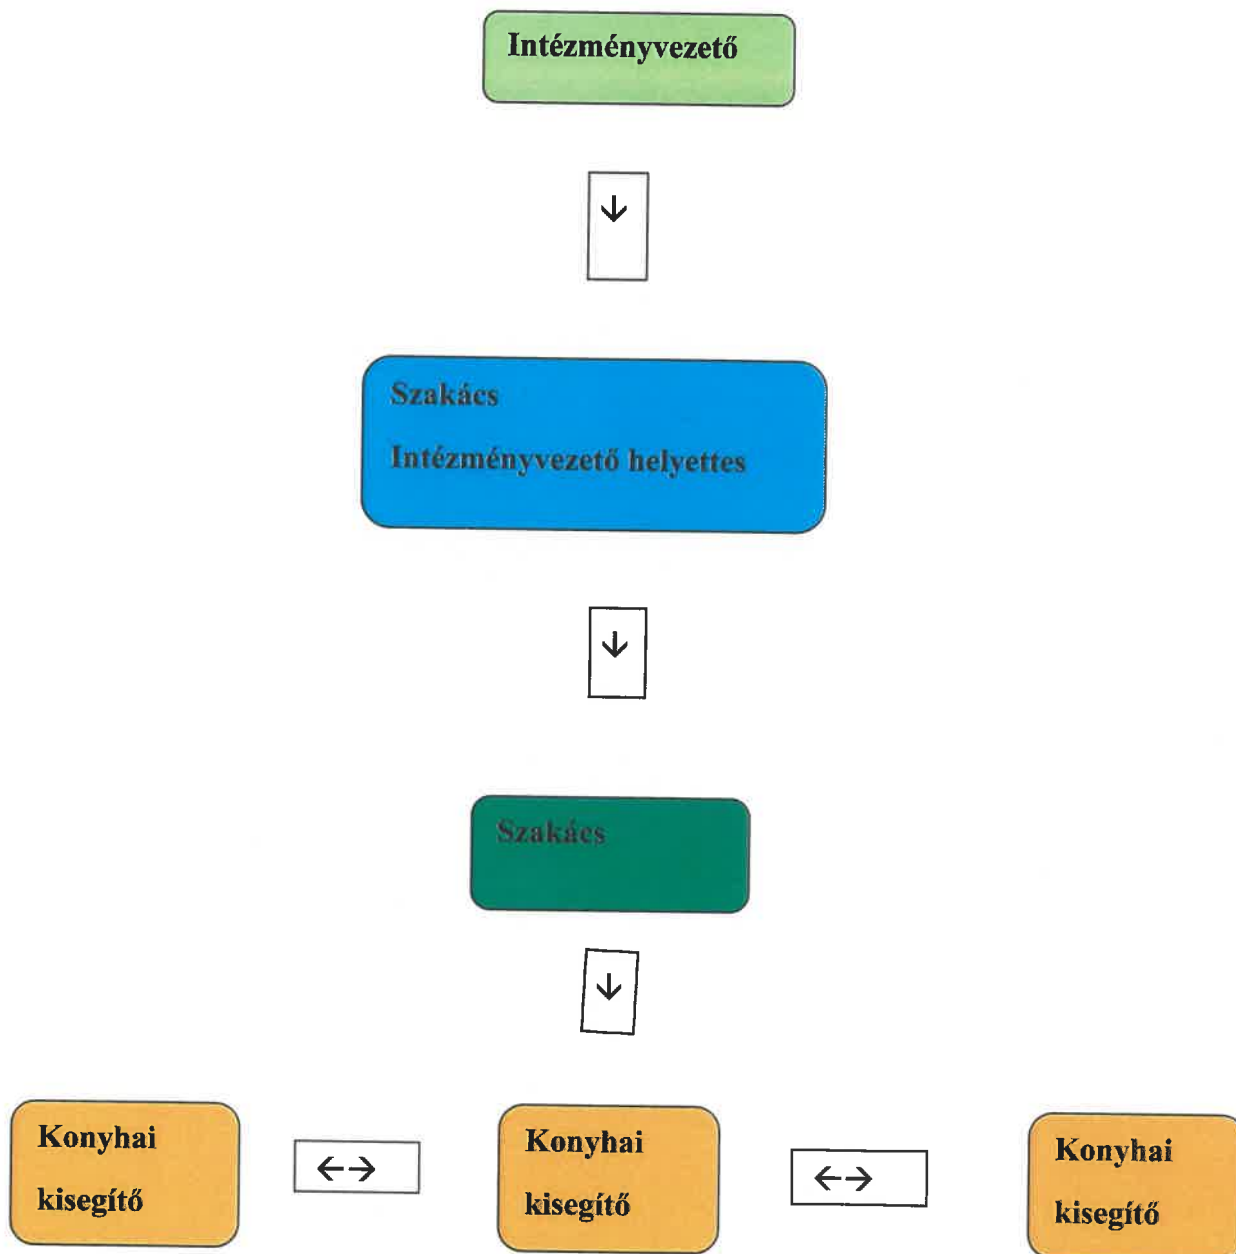 Intézményvezető
↓
Szakács
Intézményvezető helyettes
↓
Szakács
↓
Konyhai
kisegítő
←→
Konyhai
kisegítő
←→
Konyhai
kisegítő